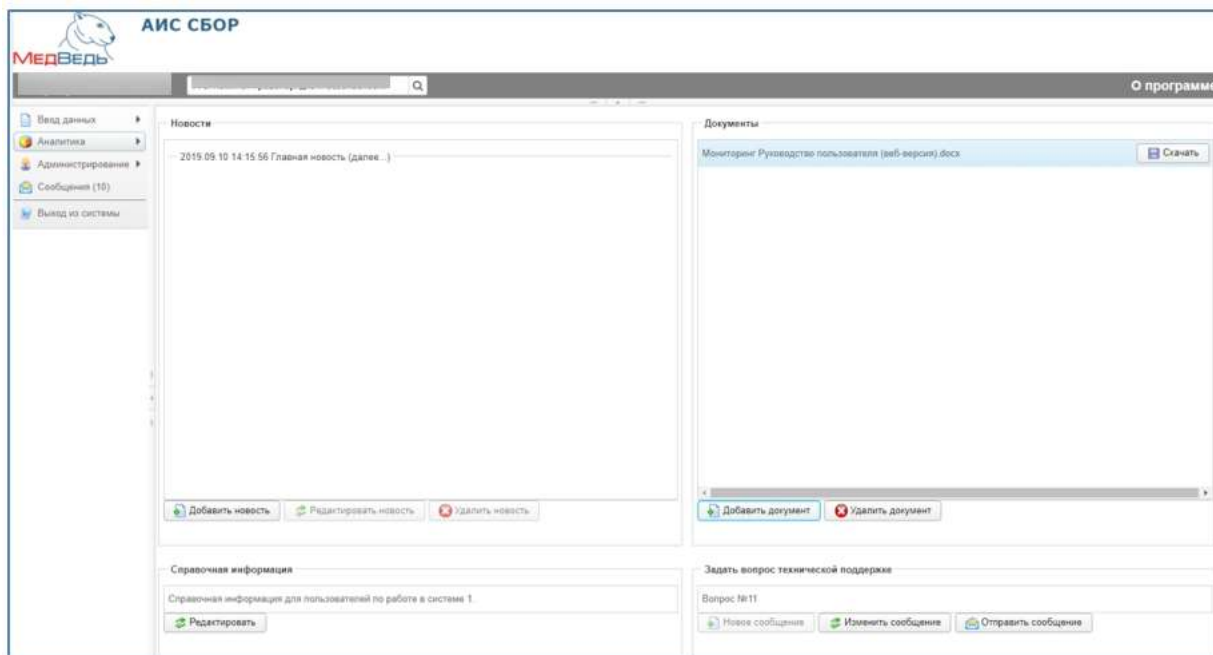 АИС СБОР
МЕДВЕДЬ
О программе
Ввод данных
Аналитика
Администрирование
Сообщения (10)
Выход из системы
Новости
2019.09.10 14:15:56 Главная новость (далее...)
Добавить новость
Редактировать новость
Удалить новость
Документы
Мониторинг Руководство пользователя (веб-версия).docx
Скачать
Добавить документ
Удалить документ
Справочная информация
Справочная информация для пользователей по работе в системе 1.
Редактировать
Задать вопрос технической поддержке
Вопрос №11
Новое сообщение
Изменить сообщение
Отправить сообщение